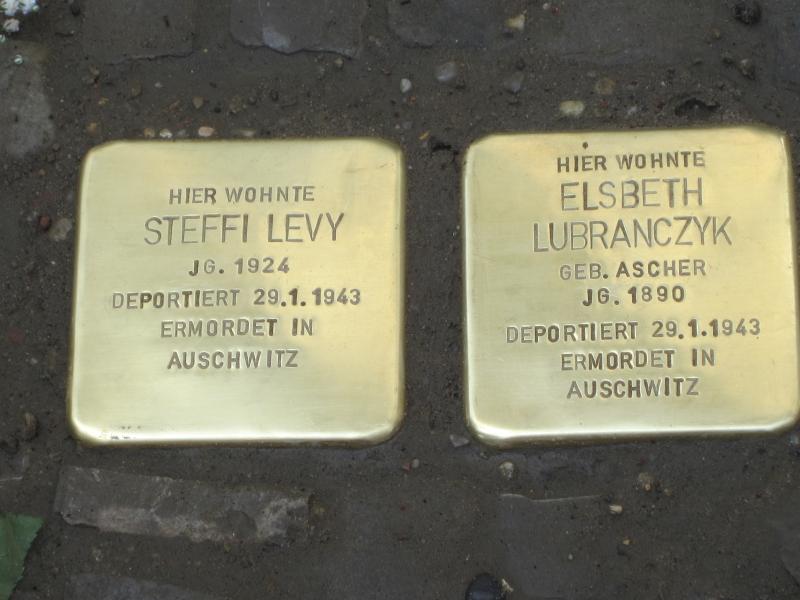 HIER WOHNTE
STEFFI LEVY
JG. 1924
DEPORTIERT 29.1.1943
ERMORDET IN
AUSCHWITZ
HIER WOHNTE
ELSBETH
LUBRANCZYK
GEB. ASCHER
JG. 1890
DEPORTIERT 29.1.1943
ERMORDET IN
AUSCHWITZ